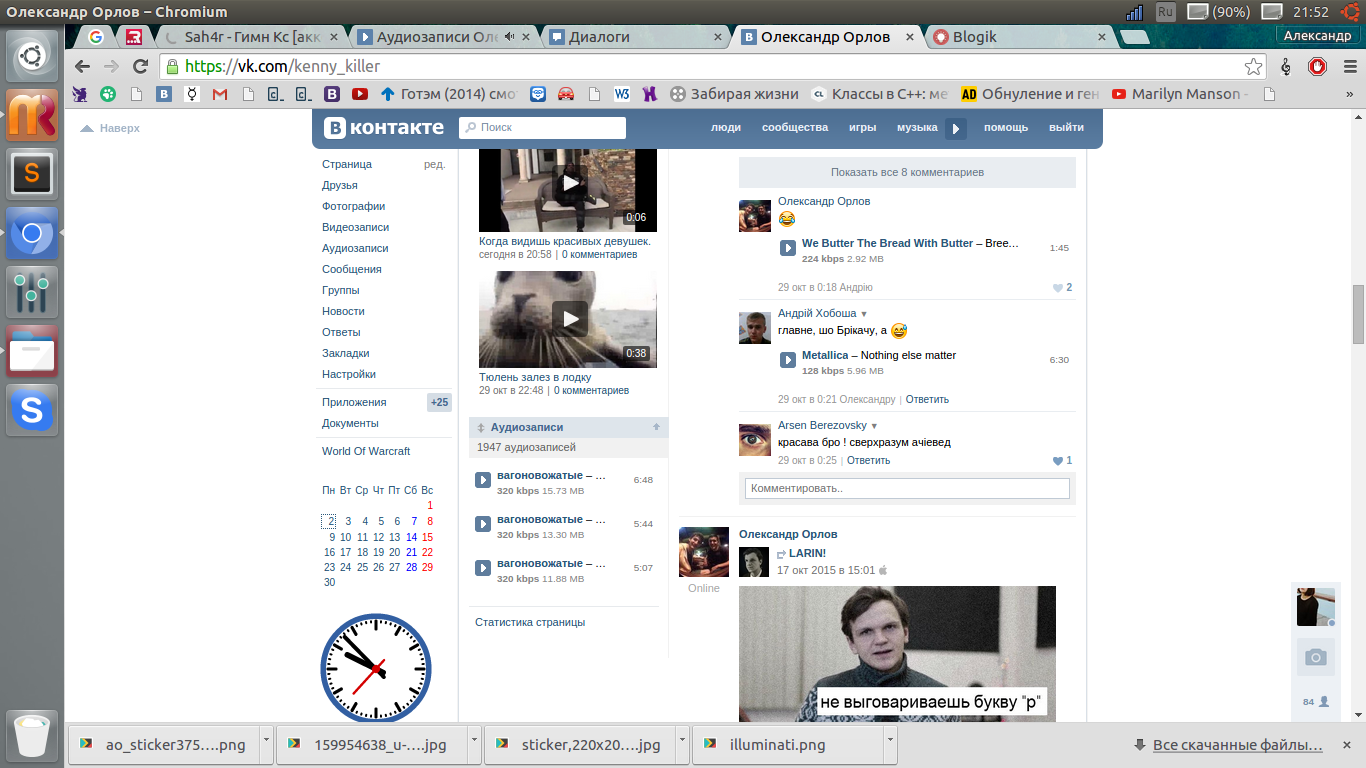 Олександр Орлов – Chromium
Ru
(90%)
21:52
Sah4r - Гимн Кс [акк
Аудиозаписи Оле
Диалоги
Олександр Орлов
Blogik
Александр
https://vk.com/kenny_killer
Готэм (2014) смо
W3
Забирая жизни
CL
Классы в C++: ме
AD
Обнуление и ген
Marilyn Manson -
»
Наверх
В контакте
Поиск
люди
сообщества
игры
музыка
помощь
выйти
Страница
ред.
Друзья
Фотографии
Видеозаписи
Аудиозаписи
Сообщения
Группы
Новости
Ответы
Закладки
Настройки
Приложения
+25
Документы
World Of Warcraft
Пн Вт Ср Чт Пт Сб Вс
1
2 3 4 5 6 7 8
9 10 11 12 13 14 15
16 17 18 19 20 21 22
23 24 25 26 27 28 29
30
0:06
Когда видишь красивых девушек.
сегодня в 20:58 | 0 комментариев
0:38
Тюлень залез в лодку
29 окт в 22:48 | 0 комментариев
Аудиозаписи
1947 аудиозаписей
вагоновожатые – ...
6:48
320 kbps 15.73 MB
вагоновожатые – ...
5:44
320 kbps 13.30 MB
вагоновожатые – ...
5:07
320 kbps 11.88 MB
Статистика страницы
Показать все 8 комментариев
Олександр Орлов
😂
We Butter The Bread With Butter – Bree...
1:45
224 kbps 2.92 MB
29 окт в 0:18 Андрію
2
Андрій Хобоша
главне, шо Брікачу, а 😅
Metallica – Nothing else matter
6:30
128 kbps 5.96 MB
29 окт в 0:21 Олександру | Ответить
Arsen Berezovsky
красава бро ! сверхразум ачіевед
29 окт в 0:25 | Ответить
1
Комментировать..
Олександр Орлов
LARIN!
17 окт 2015 в 15:01
Online
не выговариваешь букву "р"
84
ao_sticker375....png
159954638_u-....jpg
sticker,220x20....jpg
illuminati.png
Все скачанные файлы...